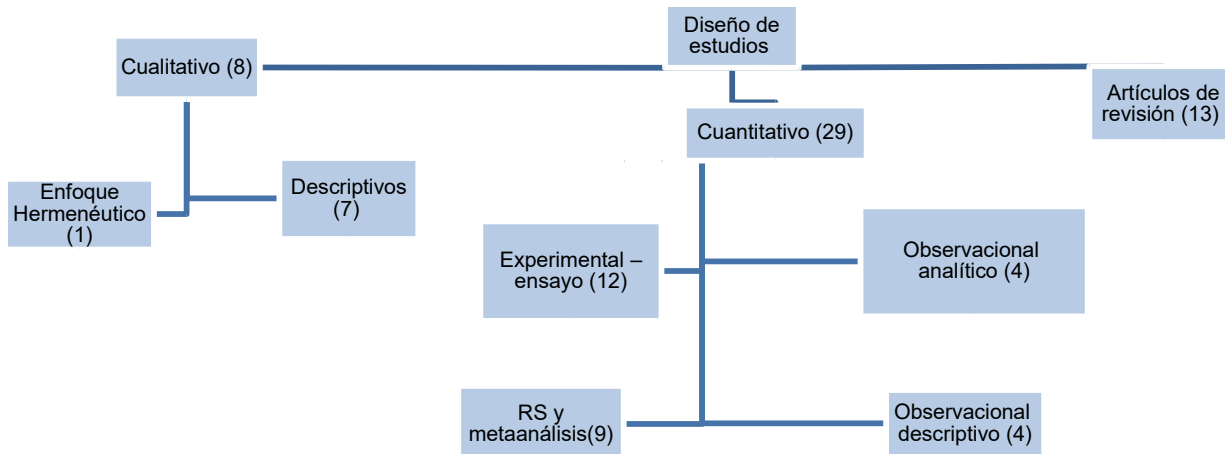 Diseño de
estudios
Cualitativo (8)
Artículos de
revisión (13)
Cuantitativo (29)
Enfoque
Hermenéutico
(1)
Descriptivos
(7)
Experimental –
ensayo (12)
Observacional
analítico (4)
RS y
metaanálisis(9)
Observacional
descriptivo (4)